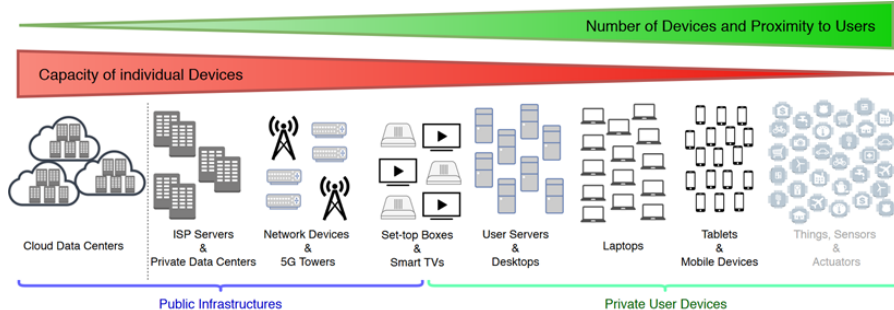 Number of Devices and Proximity to Users
Capacity of individual Devices
Cloud Data Centers
ISP Servers
&
Private Data Centers
Network Devices
&
5G Towers
Set-top Boxes
&
Smart TVs
User Servers
&
Desktops
Laptops
Tablets
&
Mobile Devices
Things, Sensors
&
Actuators
Public Infrastructures
Private User Devices